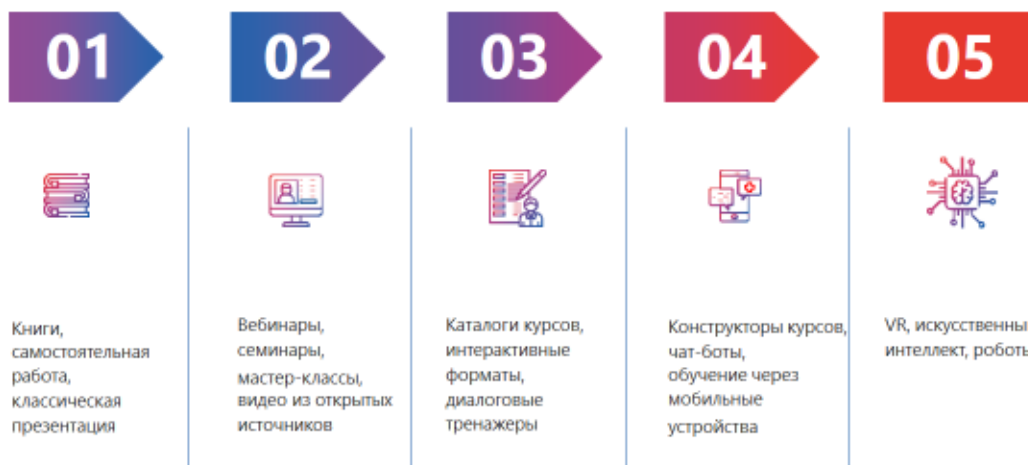 01
02
03
04
05
Книги,
самостоятельная
работа,
классическая
презентация
Вебинары,
семинары,
мастер-классы,
видео из открытых
источников
Каталоги курсов,
интерактивные
форматы,
диалоговые
тренажеры
Конструкторы курсов,
чат-боты,
обучение через
мобильные
устройства
VR, искусственны
интеллект, роботы